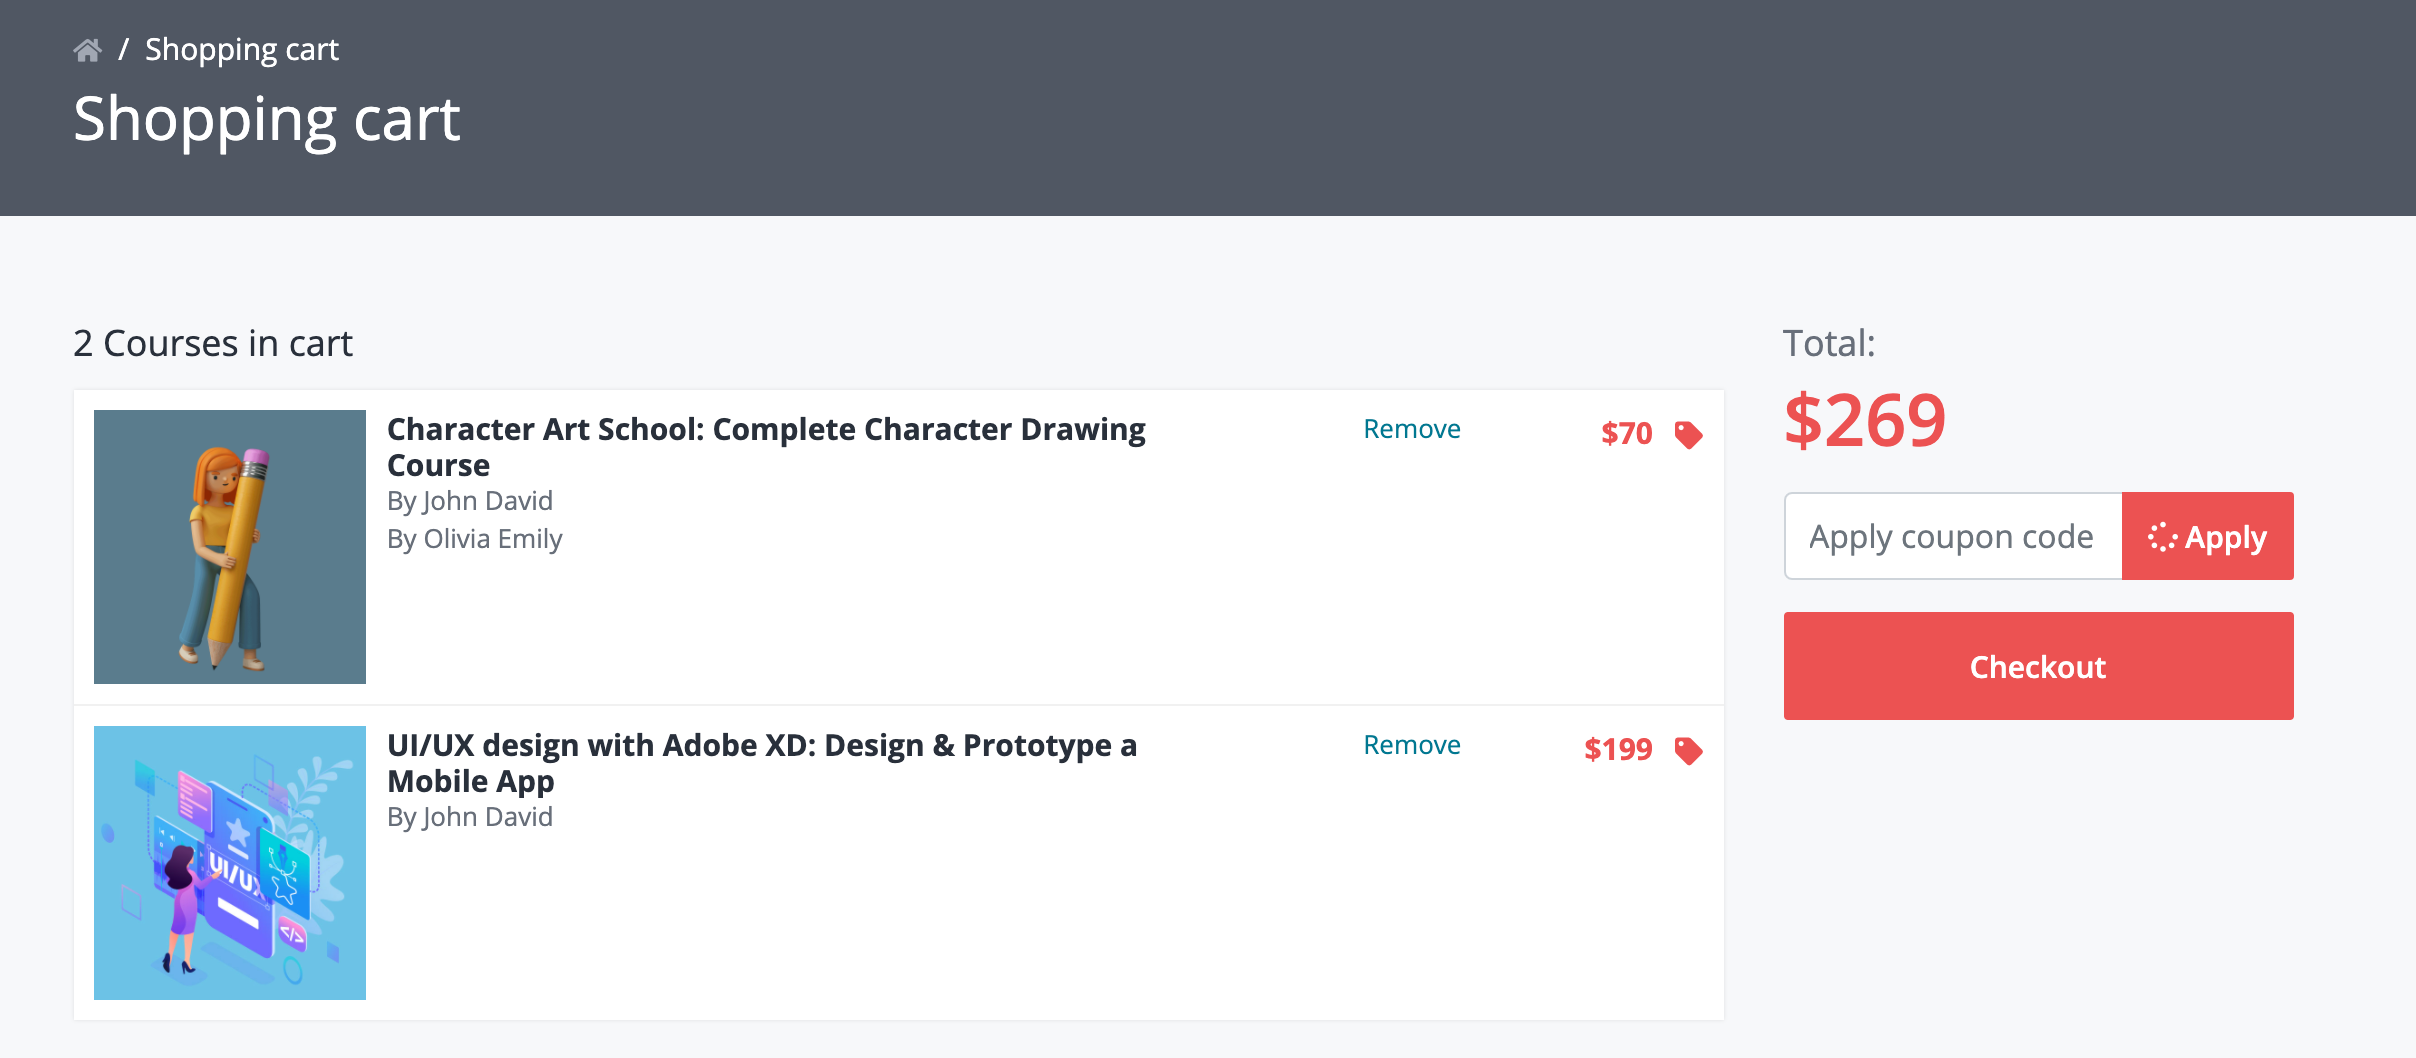 / Shopping cart
Shopping cart
2 Courses in cart
Character Art School: Complete Character Drawing
Course
By John David
By Olivia Emily
Remove
$70
UI/UX design with Adobe XD: Design & Prototype a
Mobile App
By John David
Remove
$199
UI/UX
</>
Total:
$269
Apply coupon code
Apply
Checkout